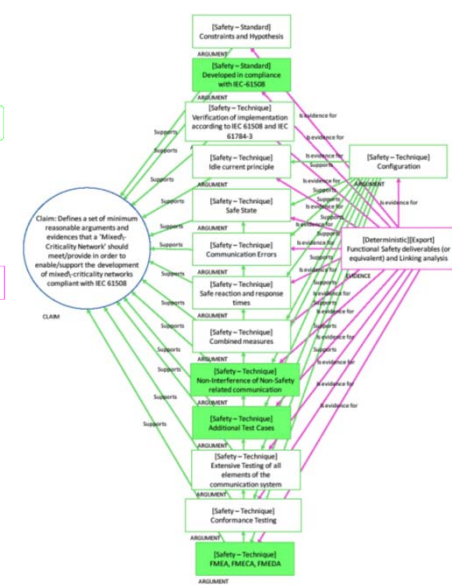 [Safety – Standard]
Constraints and Hypothesis
ARGUMENT
[Safety – Standard]
Developed in compliance
with IEC-61508
ARGUMENT
[Safety – Technique]
Verification of implementation
according to IEC 61508 and IEC
61784-3
ARGUMENT
[Safety – Technique]
Idle current principle
ARGUMENT
[Safety – Technique]
Configuration
ARGUMENT
[Safety – Technique]
Safe State
ARGUMENT
[Safety – Technique]
Communication Errors
ARGUMENT
[Safety – Technique]
Safe reaction and response
times
ARGUMENT
[Safety – Technique]
Combined measures
ARGUMENT
[Safety – Technique]
Non-Interference of Non-Safety
related communication
ARGUMENT
[Safety – Technique]
Additional Test Cases
ARGUMENT
[Safety – Technique]
Extensive Testing of all
elements of the
communication system
ARGUMENT
[Safety – Technique]
Conformance Testing
ARGUMENT
[Safety – Technique]
FMEA, FMECA, FMEDA
ARGUMENT
Claim: Defines a set of minimum
reasonable arguments and
evidences that a 'Mixed\-
Criticality Network' should
meet/provide in order to
enable/support the development
of mixed\-criticality networks
compliant with IEC 61508
CLAIM
[Deterministic][Export]
Functional Safety deliverables (or
equivalent) and Linking analysis
EVIDENCE
Supports
Supports
Supports
Supports
Supports
Supports
Supports
Supports
Supports
Supports
Is evidence for
Is evidence for
Is evidence for
Is evidence for
Is evidence for
Is evidence for
Is evidence for
Is evidence for
Is evidence for